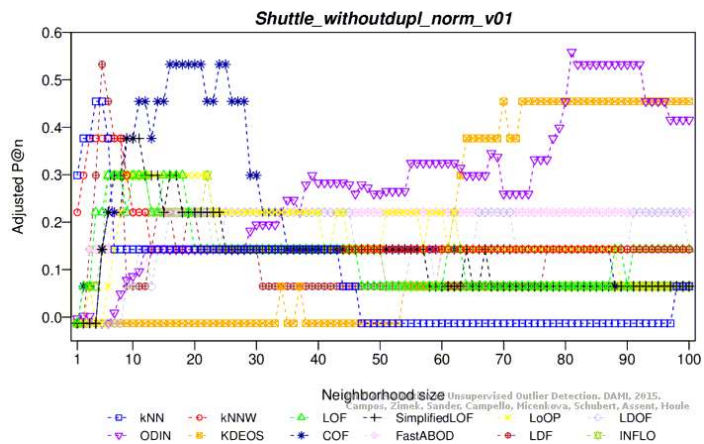 Shuttle_withoutdupl_norm_v01
Adjusted P@n
0.6
0.5
0.4
0.3
0.2
0.1
0.0
1 10 20 30 40 50 60 70 80 90 100
Neighborhood size
Unsupervised Outlier Detection. DAMI, 2015.
Campos, Zimek, Sander, Campello, Micenkova, Schubert, Assent, Houle
kNN kNNW LOF SimplifiedLOF LoOP LDOF
ODIN KDEOS COF FastABOD LDF INFLO